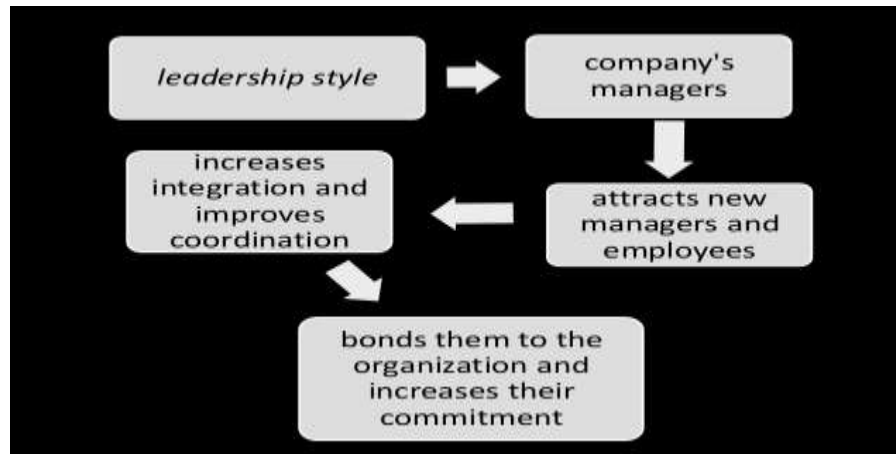 leadership style
company's
managers
attracts new
managers and
employees
increases
integration and
improves
coordination
bonds them to the
organization and
increases their
commitment